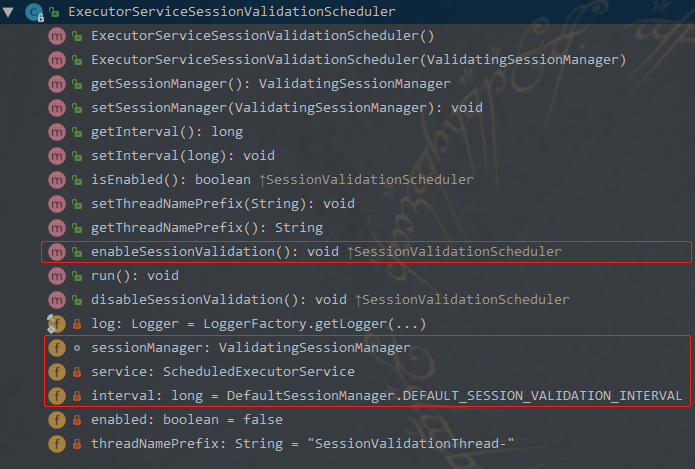 ExecutorServiceSessionValidationScheduler
ExecutorServiceSessionValidationScheduler()
ExecutorServiceSessionValidationScheduler(ValidatingSessionManager)
getSessionManager(): ValidatingSessionManager
setSessionManager(ValidatingSessionManager): void
getInterval(): long
setInterval(long): void
isEnabled(): boolean ↑SessionValidationScheduler
setThreadNamePrefix(String): void
getThreadNamePrefix(): String
enableSessionValidation(): void ↑SessionValidationScheduler
run(): void
disableSessionValidation(): void ↑SessionValidationScheduler
log: Logger = LoggerFactory.getLogger(...)
sessionManager: ValidatingSessionManager
service: ScheduledExecutorService
interval: long = DefaultSessionManager.DEFAULT_SESSION_VALIDATION_INTERVAL
enabled: boolean = false
threadNamePrefix: String = "SessionValidationThread-"